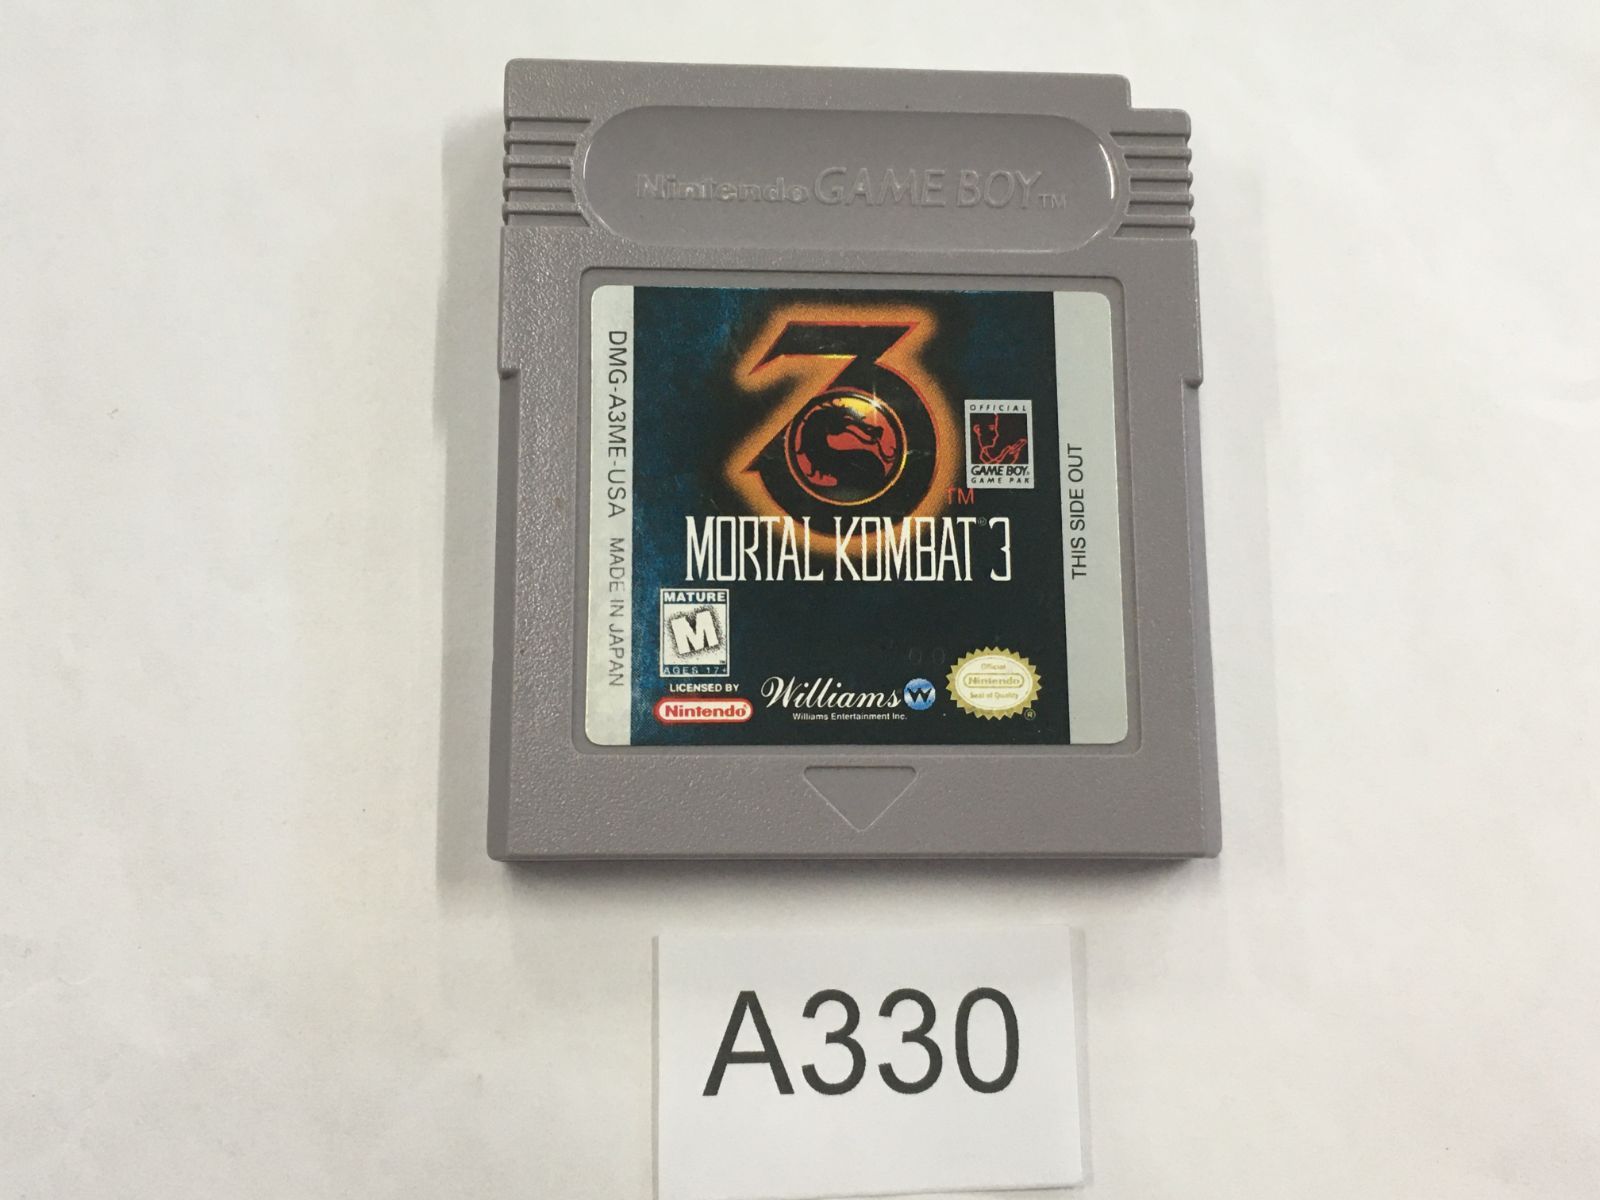 Nintendo GAME BOY TM
DMG-A3ME-USA MADE IN JAPAN
3
TM
OFFICIAL
GAME BOY
GAME PAK
THIS SIDE OUT
MORTAL KOMBAT® 3
MATURE
M
AGES 17+
LICENSED BY
Nintendo®
Williams W
Williams Entertainment Inc.
Official
Nintendo
Seal of Quality
®
A330